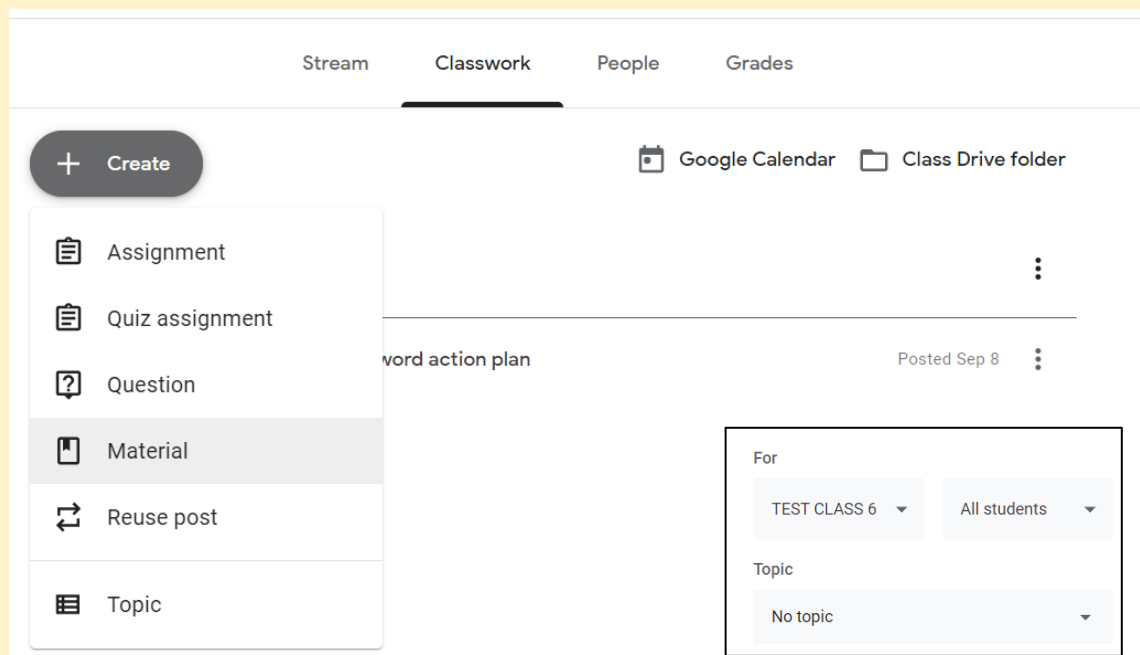 Stream Classwork People Grades
Create
Google Calendar Class Drive folder
Assignment
Quiz assignment
Question
Material
Reuse post
Topic
word action plan
Posted Sep 8
For
TEST CLASS 6 All students
Topic
No topic